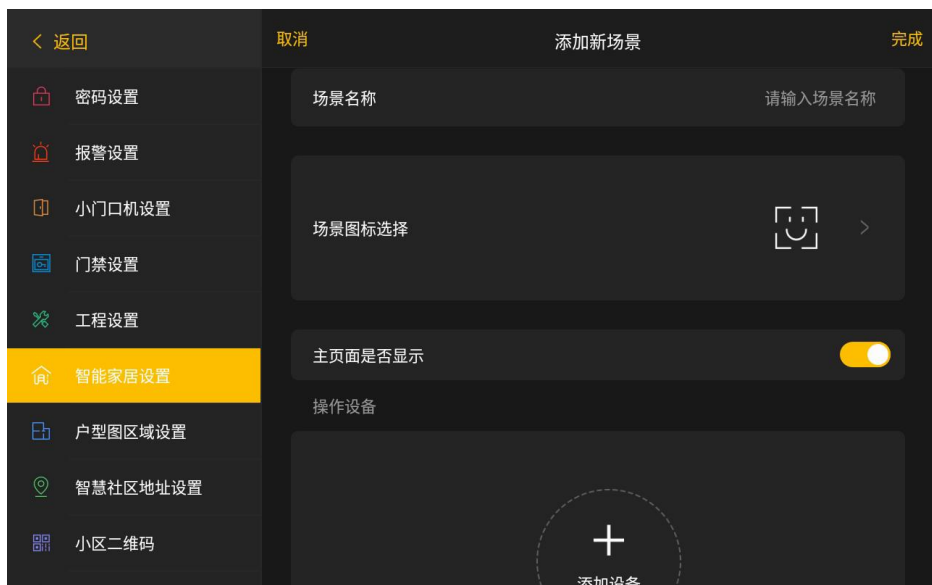 返回
密码设置
报警设置
小门口机设置
门禁设置
工程设置
智能家居设置
户型图区域设置
智慧社区地址设置
小区二维码
取消 添加新场景 完成
场景名称 请输入场景名称
场景图标选择
主页面是否显示
操作设备
添加设备